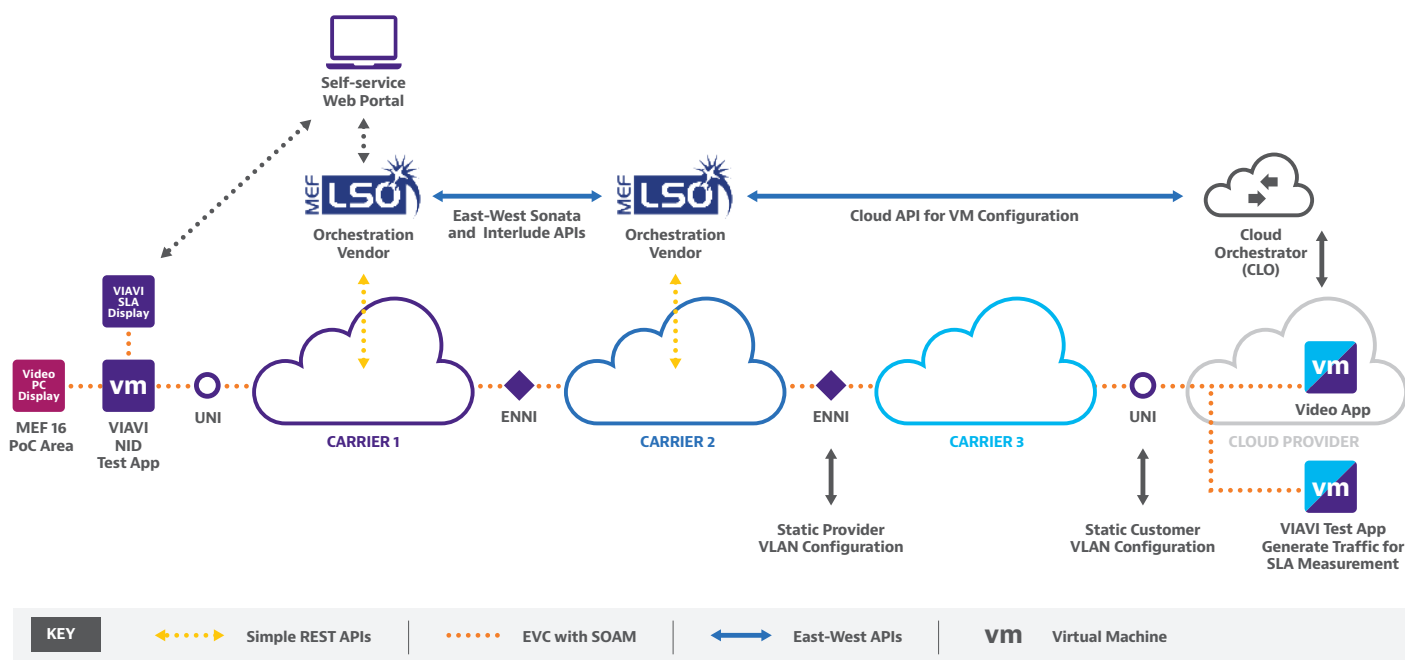 Self-service
Web Portal
MEF LSO
Orchestration
Vendor
East-West Sonata
and Interlude APIs
MEF LSO
Orchestration
Vendor
Cloud API for VM Configuration
Cloud
Orchestrator
(CLO)
VIAVI
SLA
Display
Video
PC
Display
MEF 16
PoC Area
vm
VIAVI
NID
Test App
UNI
CARRIER 1
ENNI
CARRIER 2
ENNI
CARRIER 3
UNI
vm
Video App
CLOUD PROVIDER
vm
VIAVI Test App
Generate Traffic for
SLA Measurement
Static Provider
VLAN Configuration
Static Customer
VLAN Configuration
KEY
Simple REST APIs
EVC with SOAM
East-West APIs
vm
Virtual Machine